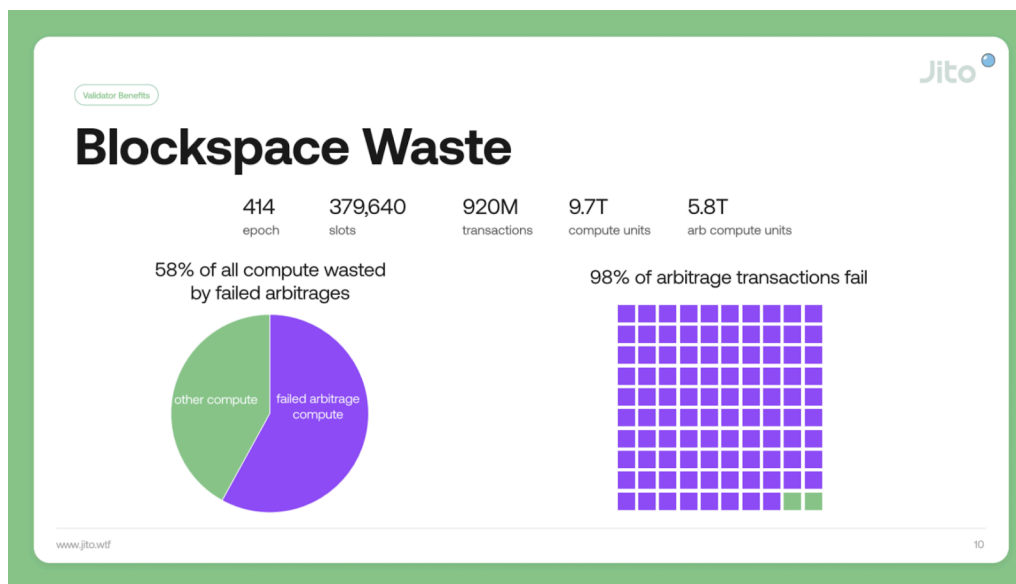 Jito
Validator Benefits
Blockspace Waste
414
epoch
379,640
slots
920M
transactions
9.7T
compute units
5.8T
arb compute units
58% of all compute wasted
by failed arbitrages
other compute
failed arbitrage
compute
98% of arbitrage transactions fail
www.jito.wtf
10